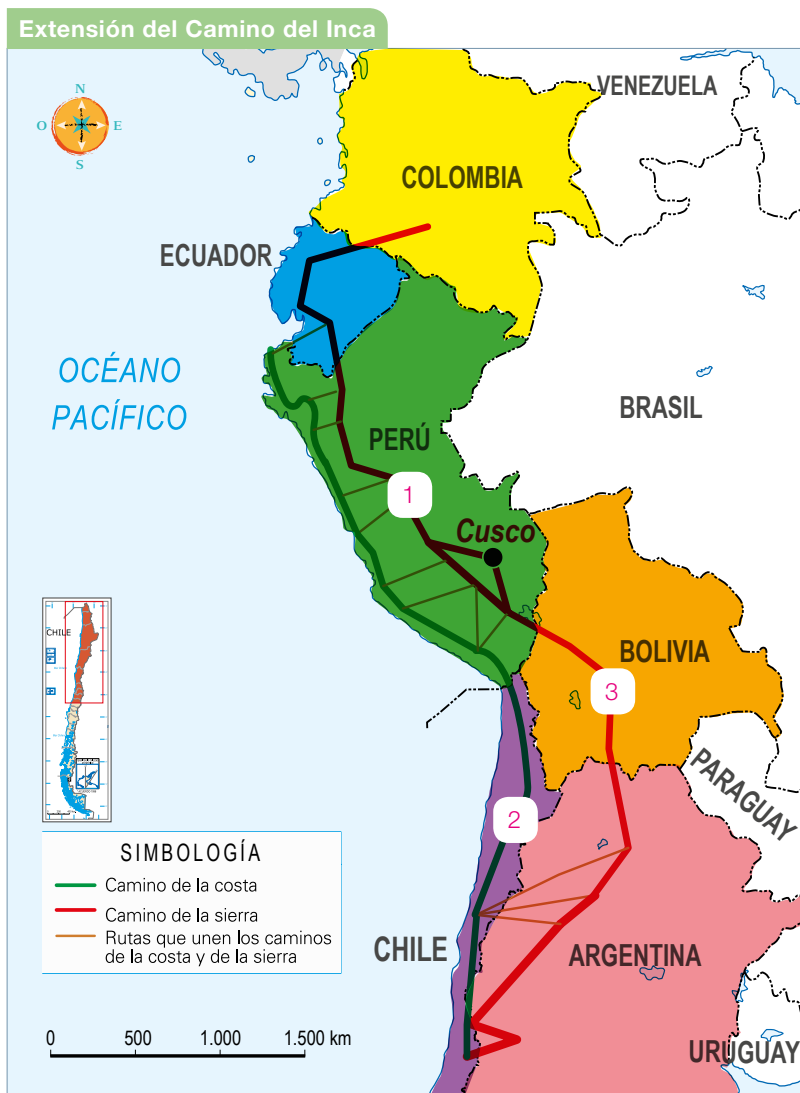 Extensión del Camino del Inca
N
O
E
S
VENEZUELA
COLOMBIA
ECUADOR
OCÉANO
PACÍFICO
BRASIL
PERÚ
1
Cusco
CHILE
BOLIVIA
3
PARAGUAY
2
SIMBOLOGÍA
Camino de la costa
Camino de la sierra
Rutas que unen los caminos
de la costa y de la sierra
CHILE
ARGENTINA
0 500 1.000 1.500 km
URUGUAY